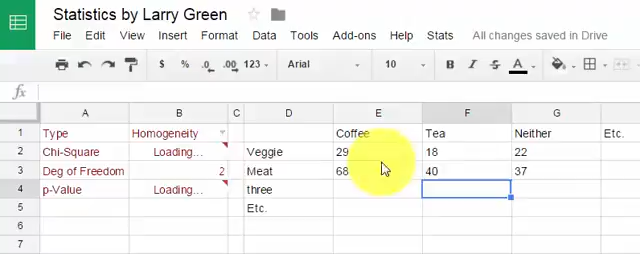 Statistics by Larry Green
File Edit View Insert Format Data Tools Add-ons Help Stats All changes saved in Drive
$ % .0 .00 123 Arial 10 B I S A
fx
A B C D E F G H
1 Type Homogeneity Coffee Tea Neither Etc.
2 Chi-Square Loading... Veggie 29 18 22
3 Deg of Freedom 2 Meat 68 40 37
4 p-Value Loading... three
5 Etc.
6
7